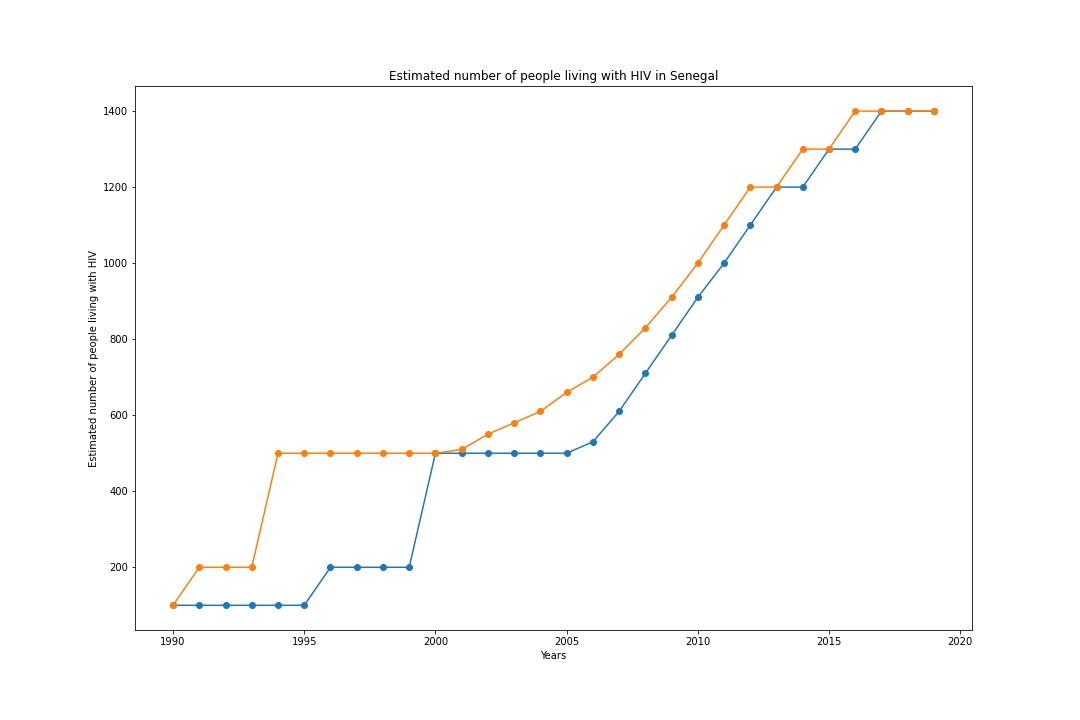 Estimated number of people living with HIV in Senegal
Estimated number of people living with HIV
1400
1200
1000
800
600
400
200
1990 1995 2000 2005 2010 2015 2020
Years